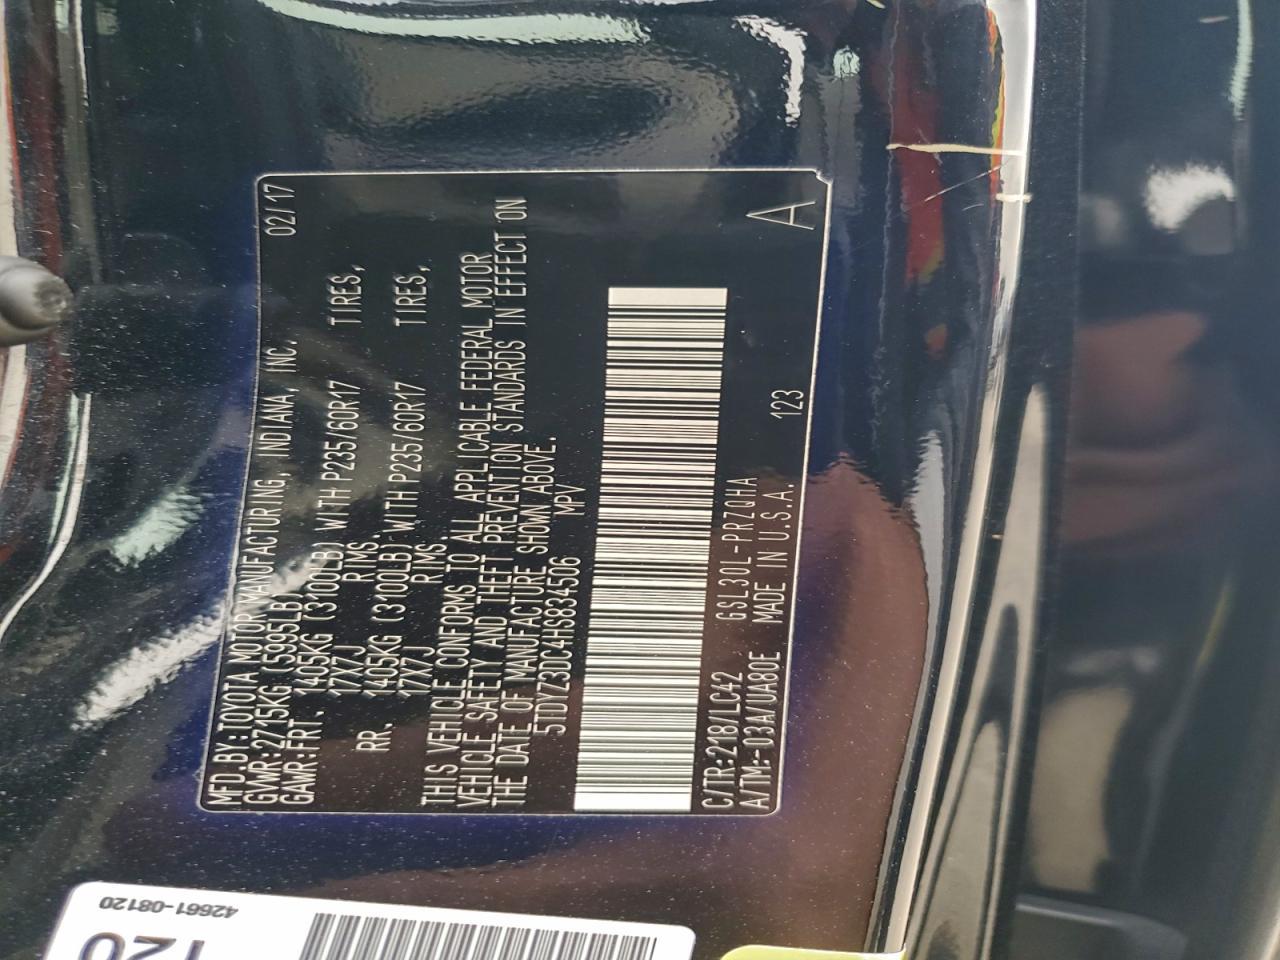 MFD.BY:TOYOTA MOTOR MANUFACTURING, INDIANA, INC. 02/17
GVWR:2715KG (5995LB)
GAWR:FRT. 1405KG (3100LB) WITH P235/60R17 TIRES,
17X7J RIMS.
RR. 1405KG (3100LB) WITH P235/60R17 TIRES,
17X7J RIMS.
THIS VEHICLE CONFORMS TO ALL APPLICABLE FEDERAL MOTOR
VEHICLE SAFETY AND THEFT PREVENTION STANDARDS IN EFFECT ON
THE DATE OF MANUFACTURE SHOWN ABOVE.
5TDYZ3DC4HS834506 MPV
C/TR:218/LC42 GSL30L-PRZQHA
A/TM:-03A/UA80E MADE IN U.S.A. 123
A
42661-08120
120